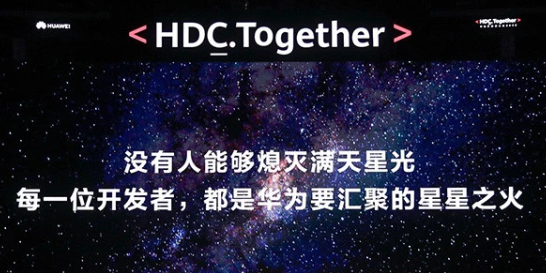 HUAWEI
<HDC.Together>
<HDC.Together>
没有人能够熄灭满天星光
每一位开发者，都是华为要汇聚的星星之火